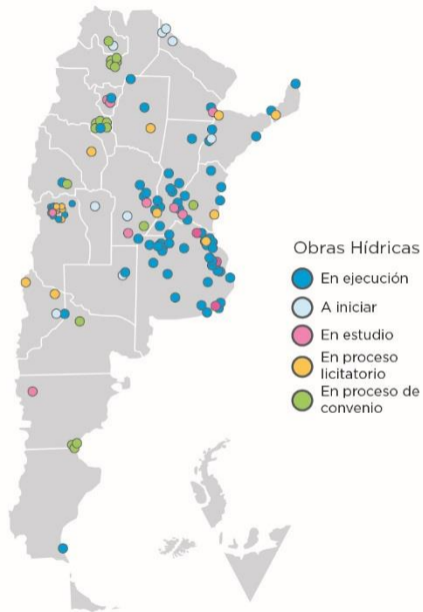 Obras Hídricas
En ejecución
A iniciar
En estudio
En proceso
licitatorio
En proceso de
convenio